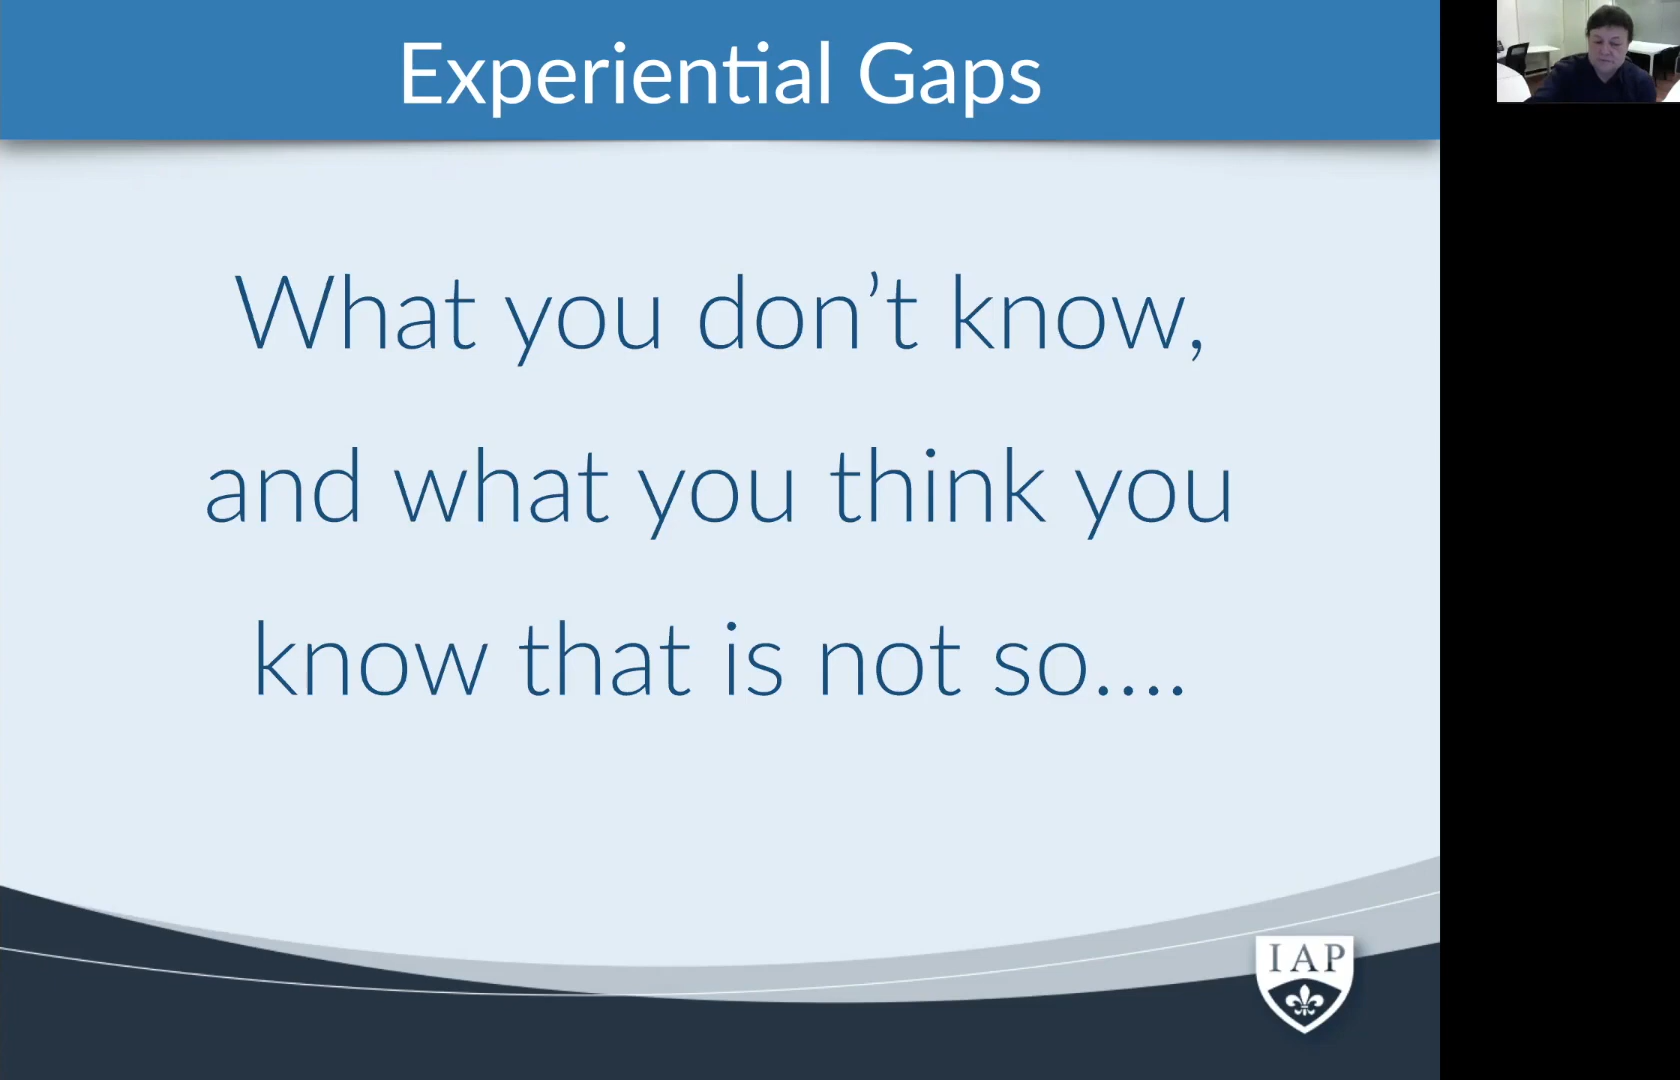 Experiential Gaps
What you don’t know,
and what you think you
know that is not so....
IAP